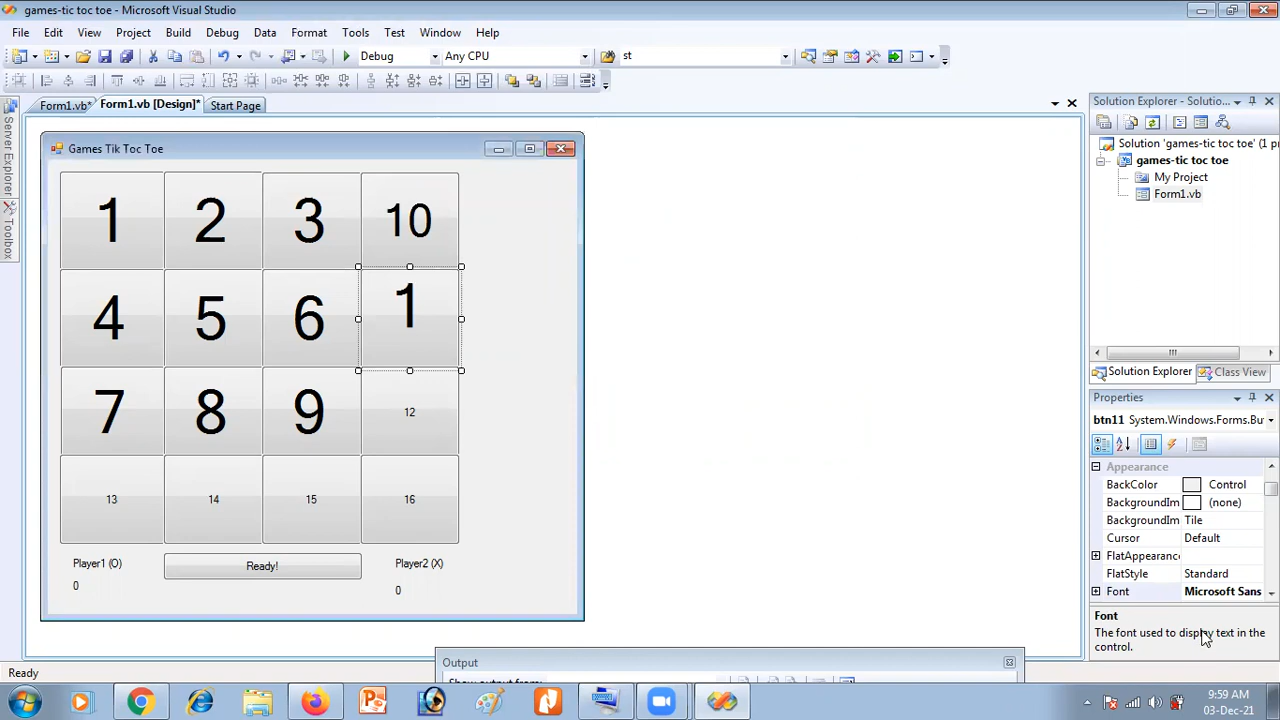 games-tic toc toe - Microsoft Visual Studio
File Edit View Project Build Debug Data Format Tools Test Window Help
Debug Any CPU st
Form1.vb* Form1.vb [Design]* Start Page
Server Explorer
Toolbox
Games Tik Toc Toe
1 2 3 10
4 5 6 1
7 8 9 12
13 14 15 16
Player1 (O) Ready! Player2 (X)
0 0
Output
Show output from:
Solution Explorer - Solutio...
Solution 'games-tic toc toe' (1 pr
games-tic toc toe
My Project
Form1.vb
Solution Explorer Class View
Properties
btn11 System.Windows.Forms.Bu
Appearance
BackColor Control
BackgroundIm (none)
BackgroundIm Tile
Cursor Default
FlatAppearanc
FlatStyle Standard
Font Microsoft Sans
Font
The font used to display text in the
control.
Ready
9:59 AM
03-Dec-21